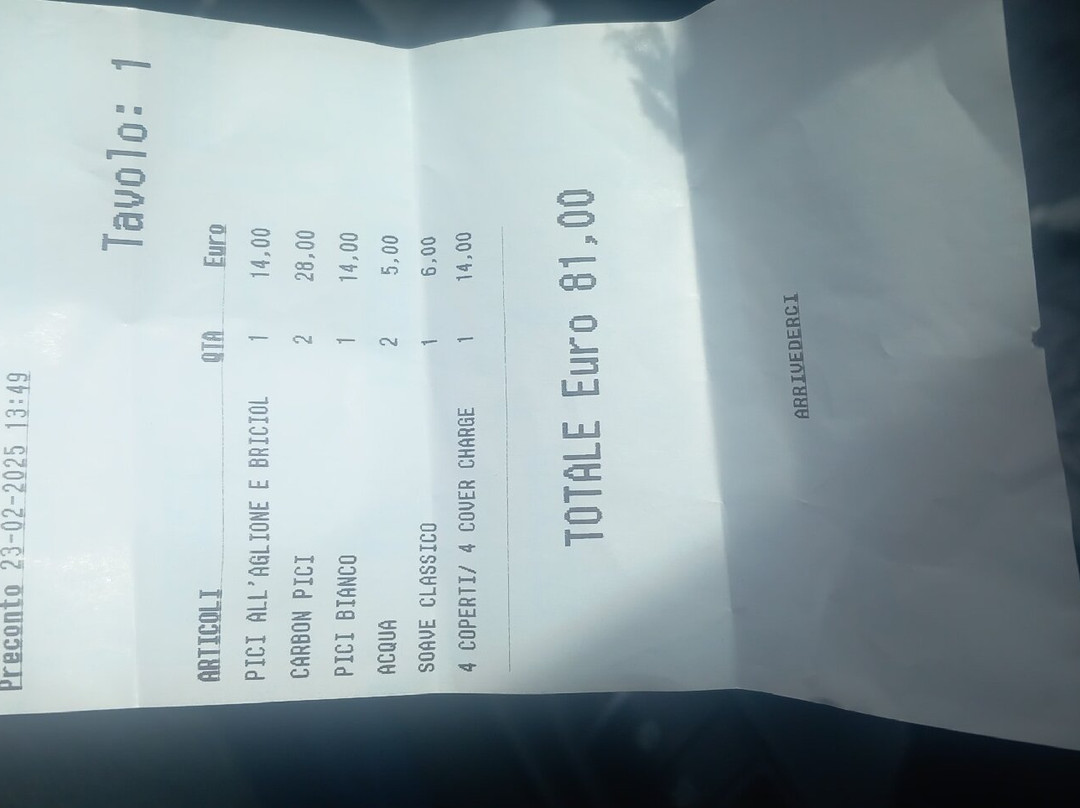 Preconto 23-02-2025 13:49
Tavolo: 1
ARTICOLI QTA Euro
PICI ALL'AGLIONE E BRICIOL 1 14,00
CARBON PICI 2 28,00
PICI BIANCO 1 14,00
ACQUA 2 5,00
SOAVE CLASSICO 1 6,00
4 COPERTI/ 4 COVER CHARGE 1 14,00
TOTALE Euro 81,00
ARRIVEDERCI